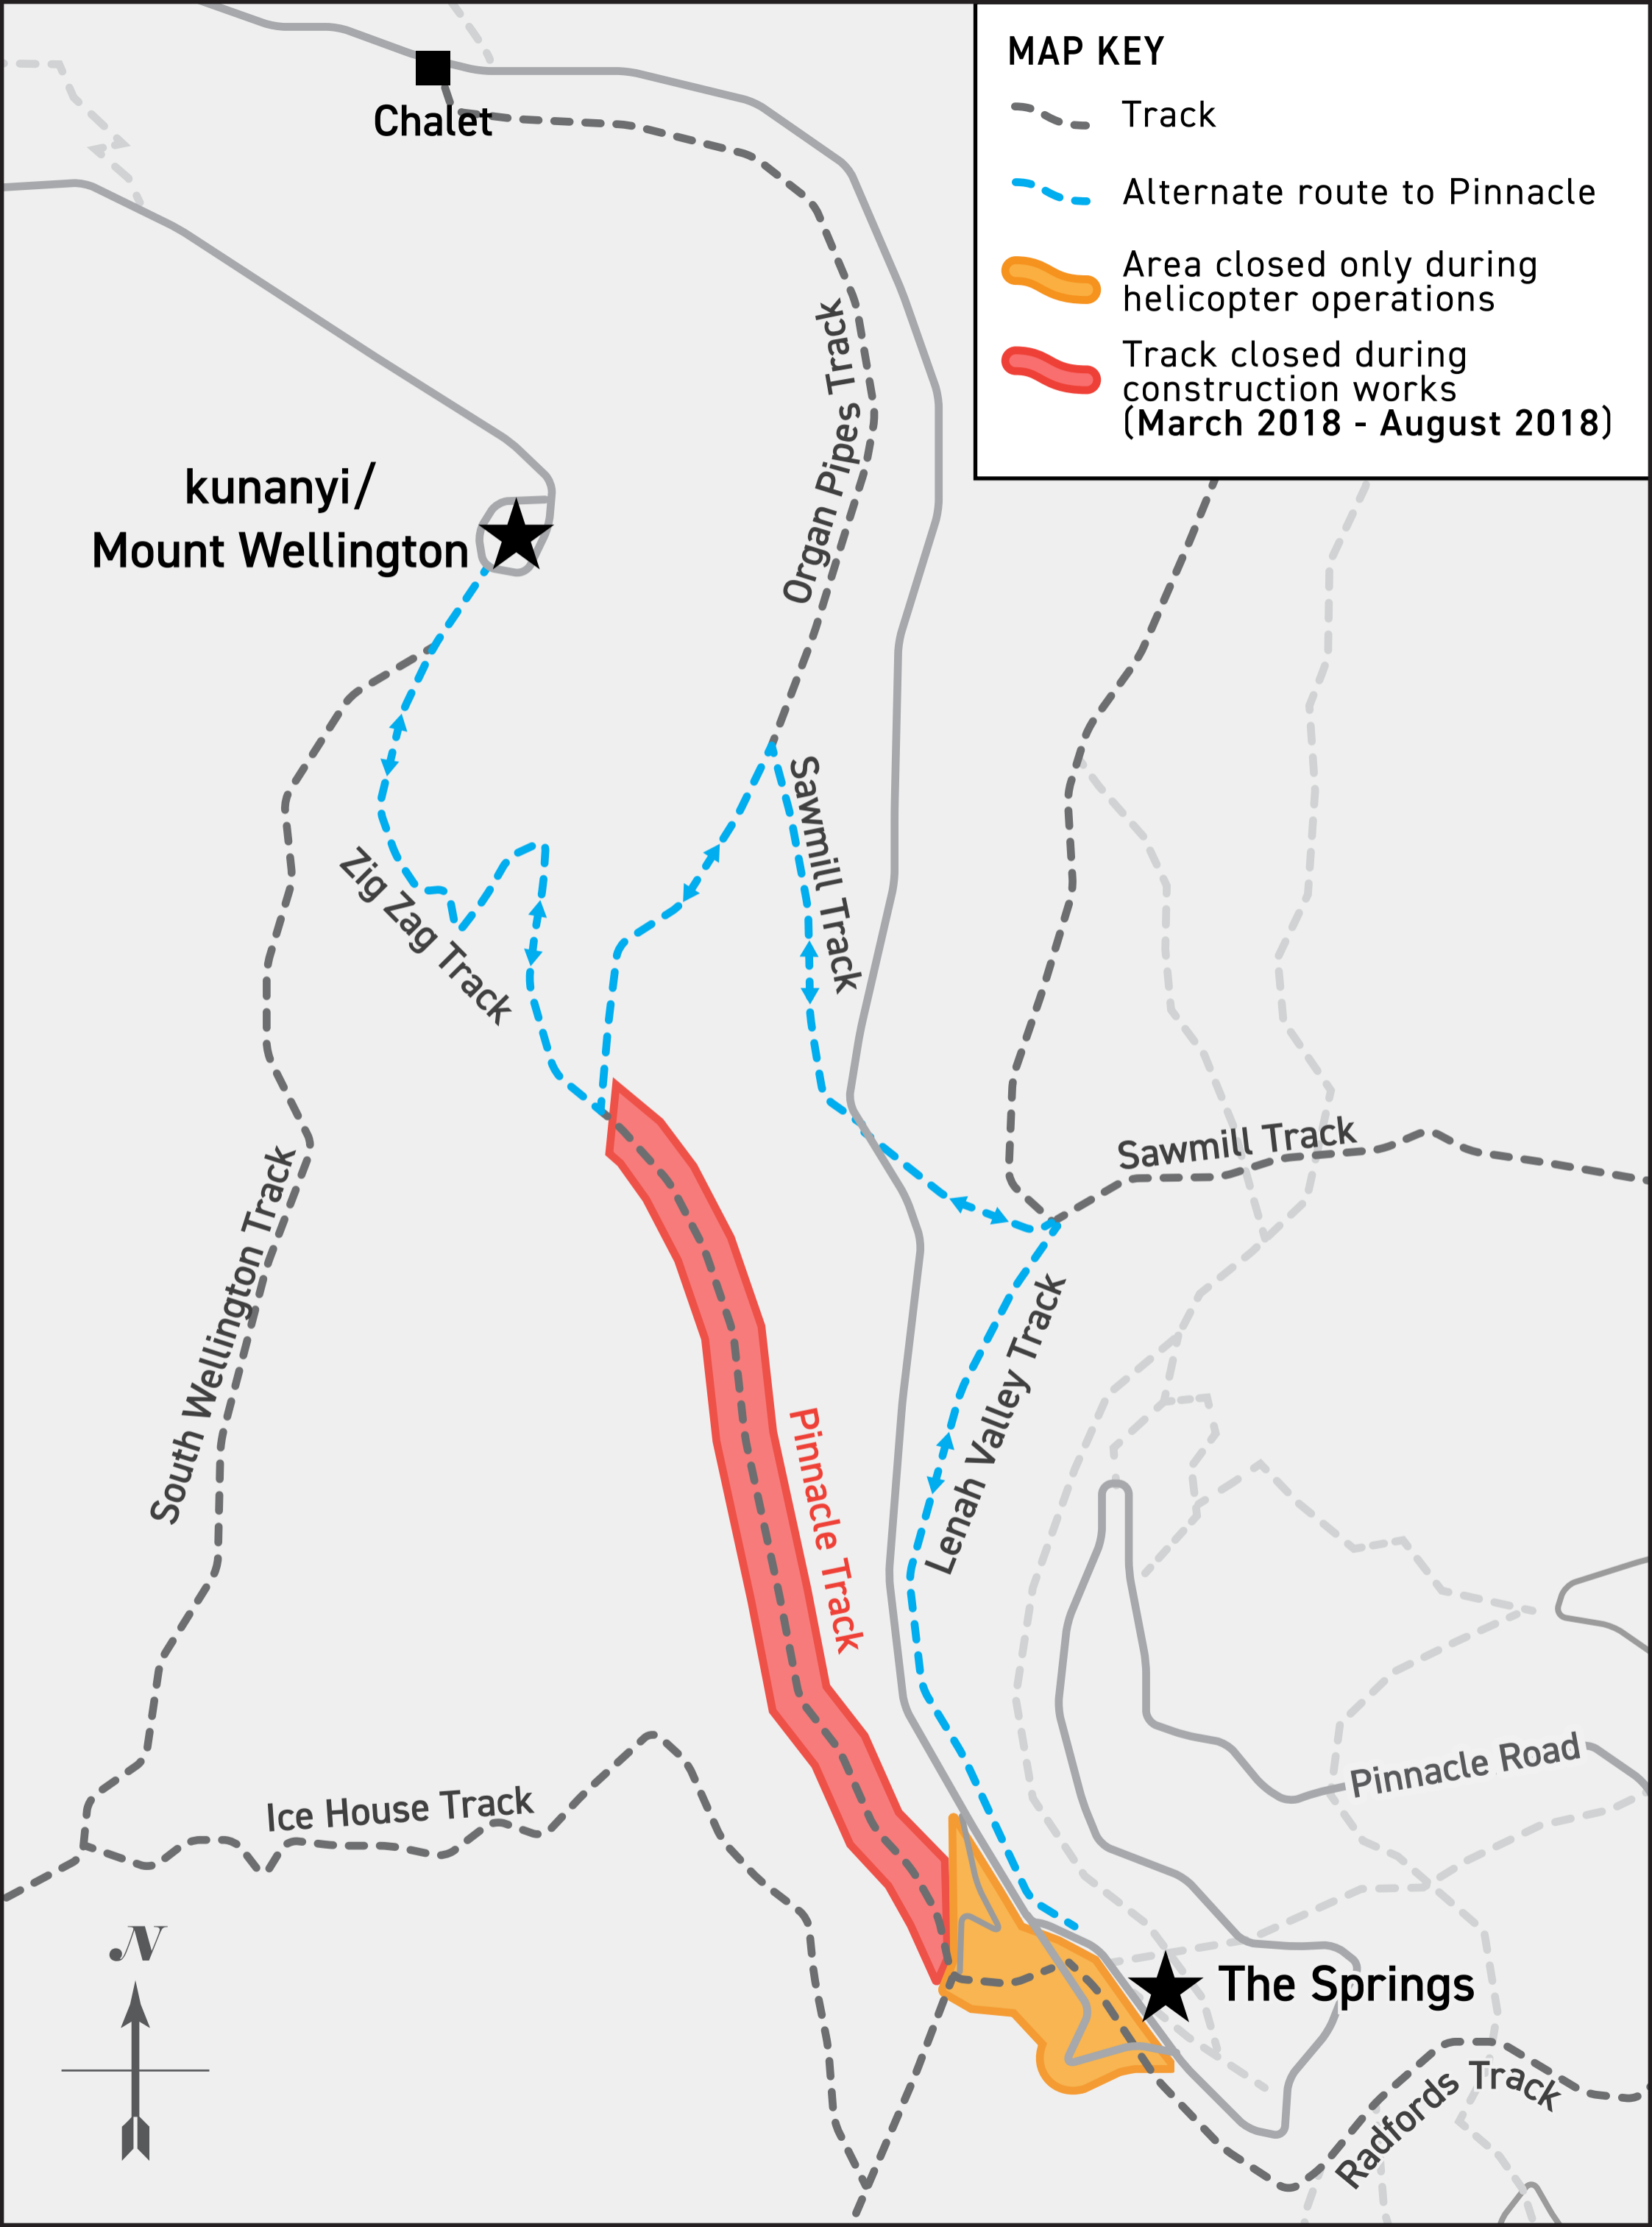 MAP KEY
Track
Alternate route to Pinnacle
Area closed only during
helicopter operations
Track closed during
construction works
(March 2018 - August 2018)
Chalet
Organ Pipes Track
kunanyi/
Mount Wellington
Sawmill Track
Zig Zag Track
Sawmill Track
South Wellington Track
Lenah Valley Track
Pinnacle Track
Pinnacle Road
Ice House Track
N
The Springs
Radfords Track